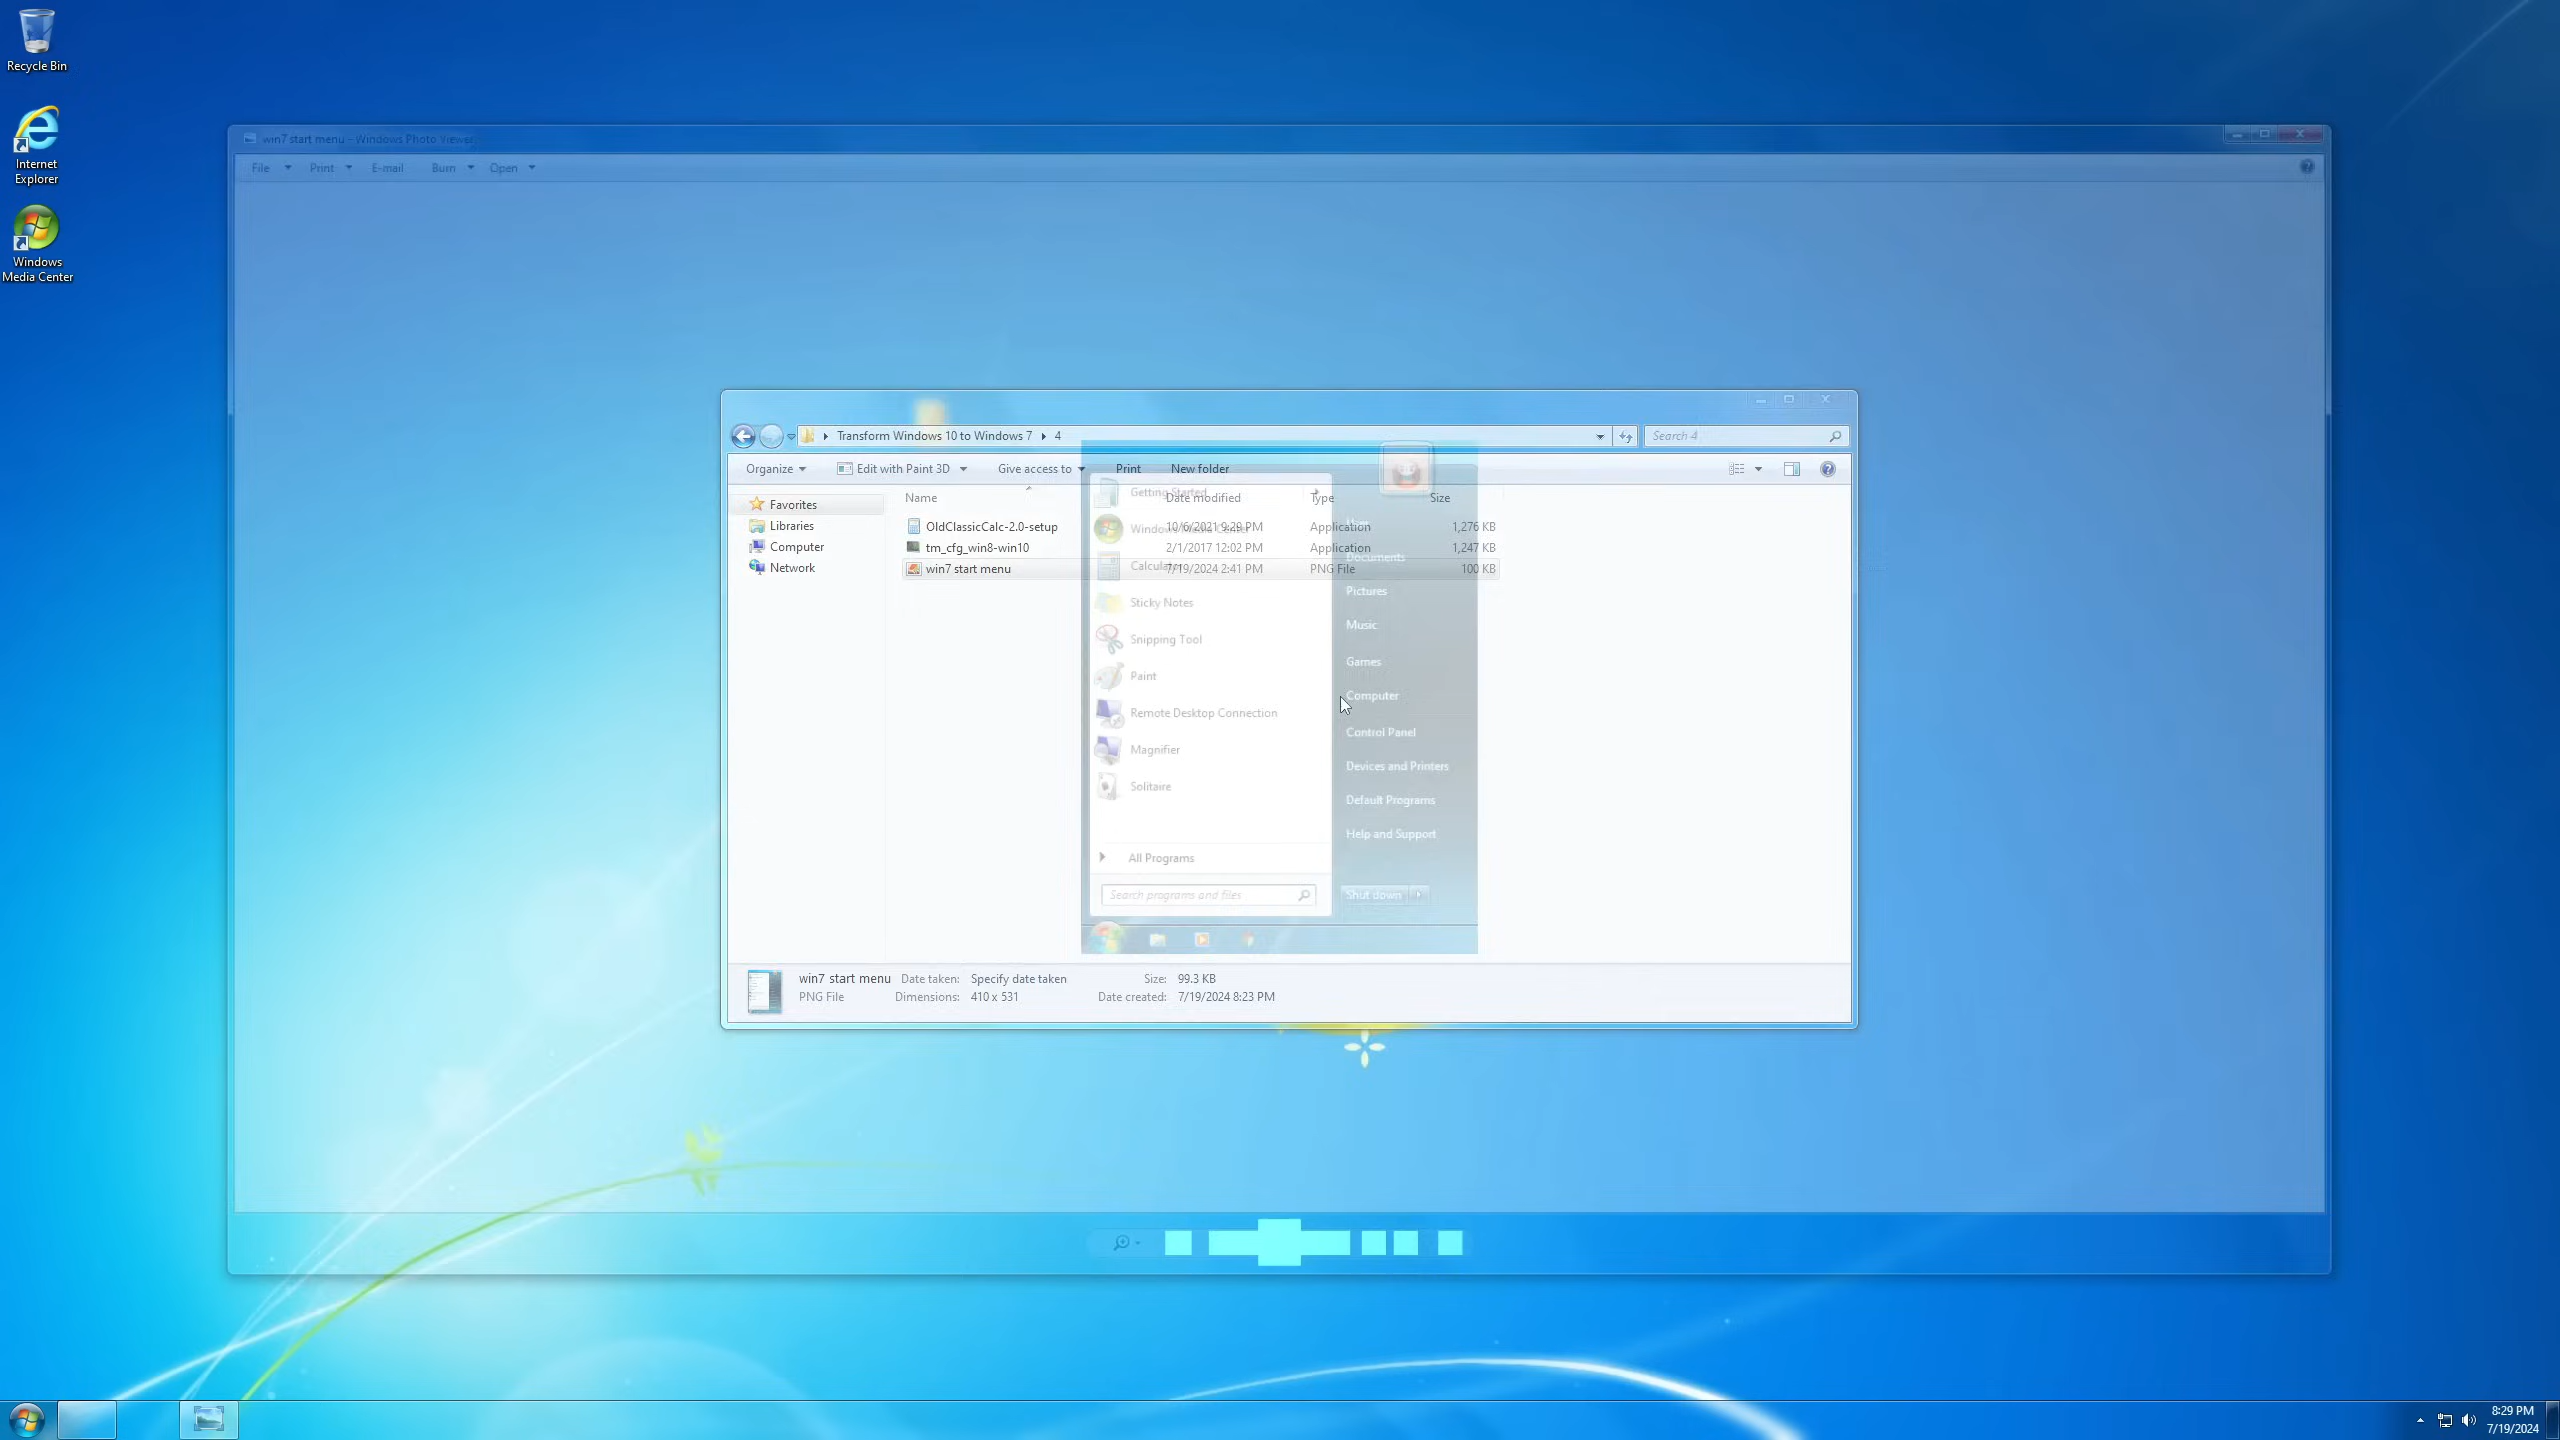 Recycle Bin
Internet
Explorer
Windows
Media Center
win7 start menu - Windows Photo Viewer
File Print E-mail Burn Open
Transform Windows 10 to Windows 7 4
Search 4
Organize Edit with Paint 3D Give access to Print New folder
Favorites
Libraries
Computer
Network
Name Date modified Type Size
OldClassicCalc-2.0-setup 10/6/2021 9:28 PM Application 1,276 KB
tm_cfg_win8-win10 2/1/2017 12:02 PM Application 1,247 KB
win7 start menu 7/19/2024 2:41 PM PNG File 100 KB
Getting Started
Sticky Notes
Snipping Tool
Paint
Remote Desktop Connection
Magnifier
Solitaire
All Programs
Search programs and files
Documents
Pictures
Music
Games
Computer
Control Panel
Devices and Printers
Default Programs
Help and Support
Shut down
win7 start menu Date taken: Specify date taken Size: 99.3 KB
PNG File Dimensions: 410 x 531 Date created: 7/19/2024 8:23 PM
8:29 PM
7/19/2024